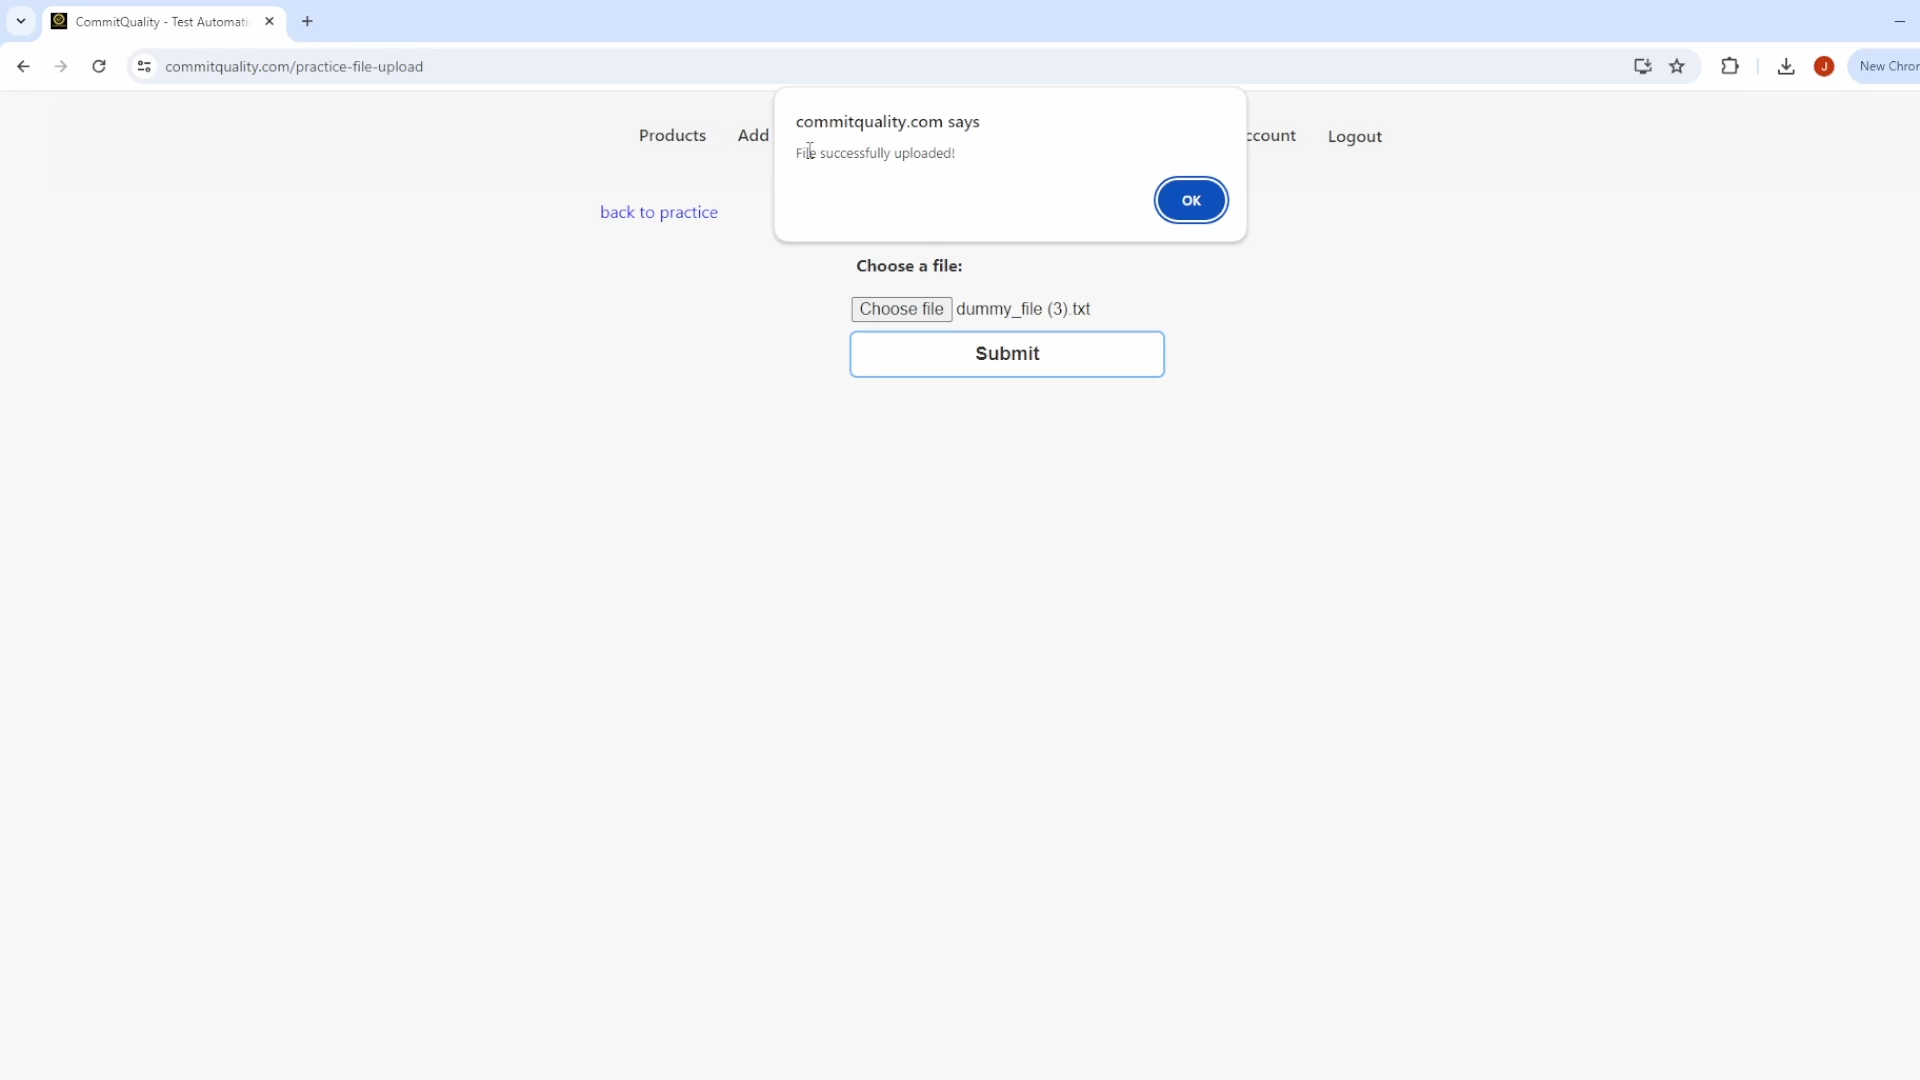 CommitQuality - Test Automati
commitquality.com/practice-file-upload
J
New Chror
commitquality.com says
File successfully uploaded!
OK
Products
Add
ccount
Logout
back to practice
Choose a file:
Choose file dummy_file (3).txt
Submit